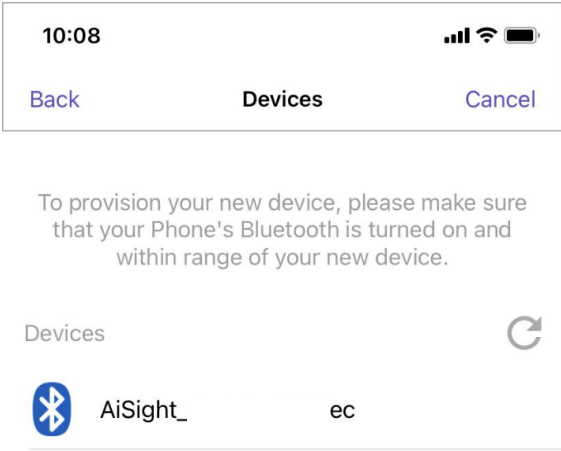 10:08
Back Devices Cancel
To provision your new device, please make sure
that your Phone's Bluetooth is turned on and
within range of your new device.
Devices
AiSight_ ec